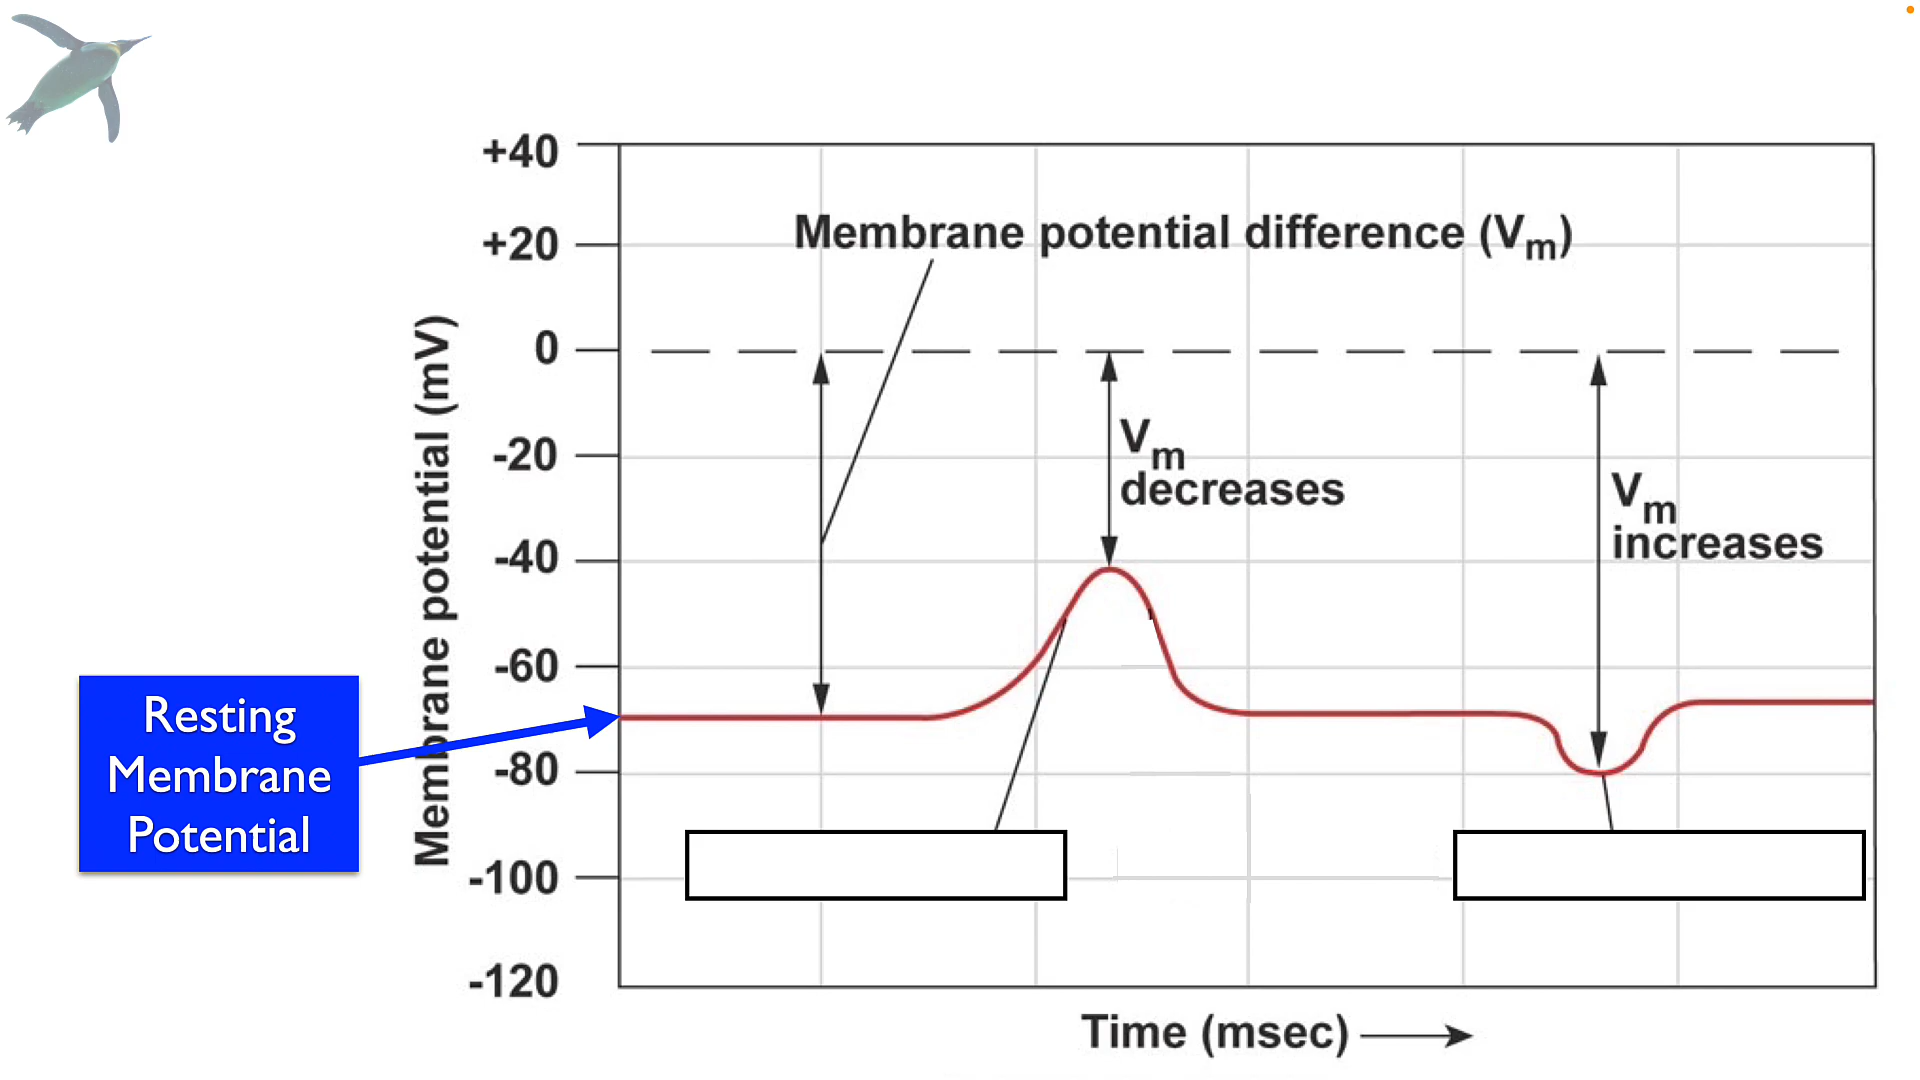 +40
+20
0
-20
-40
-60
-80
-100
-120
Membrane potential (mV)
Membrane potential difference (Vm)
Vm
decreases
Vm
increases
Resting
Membrane
Potential
Time (msec)